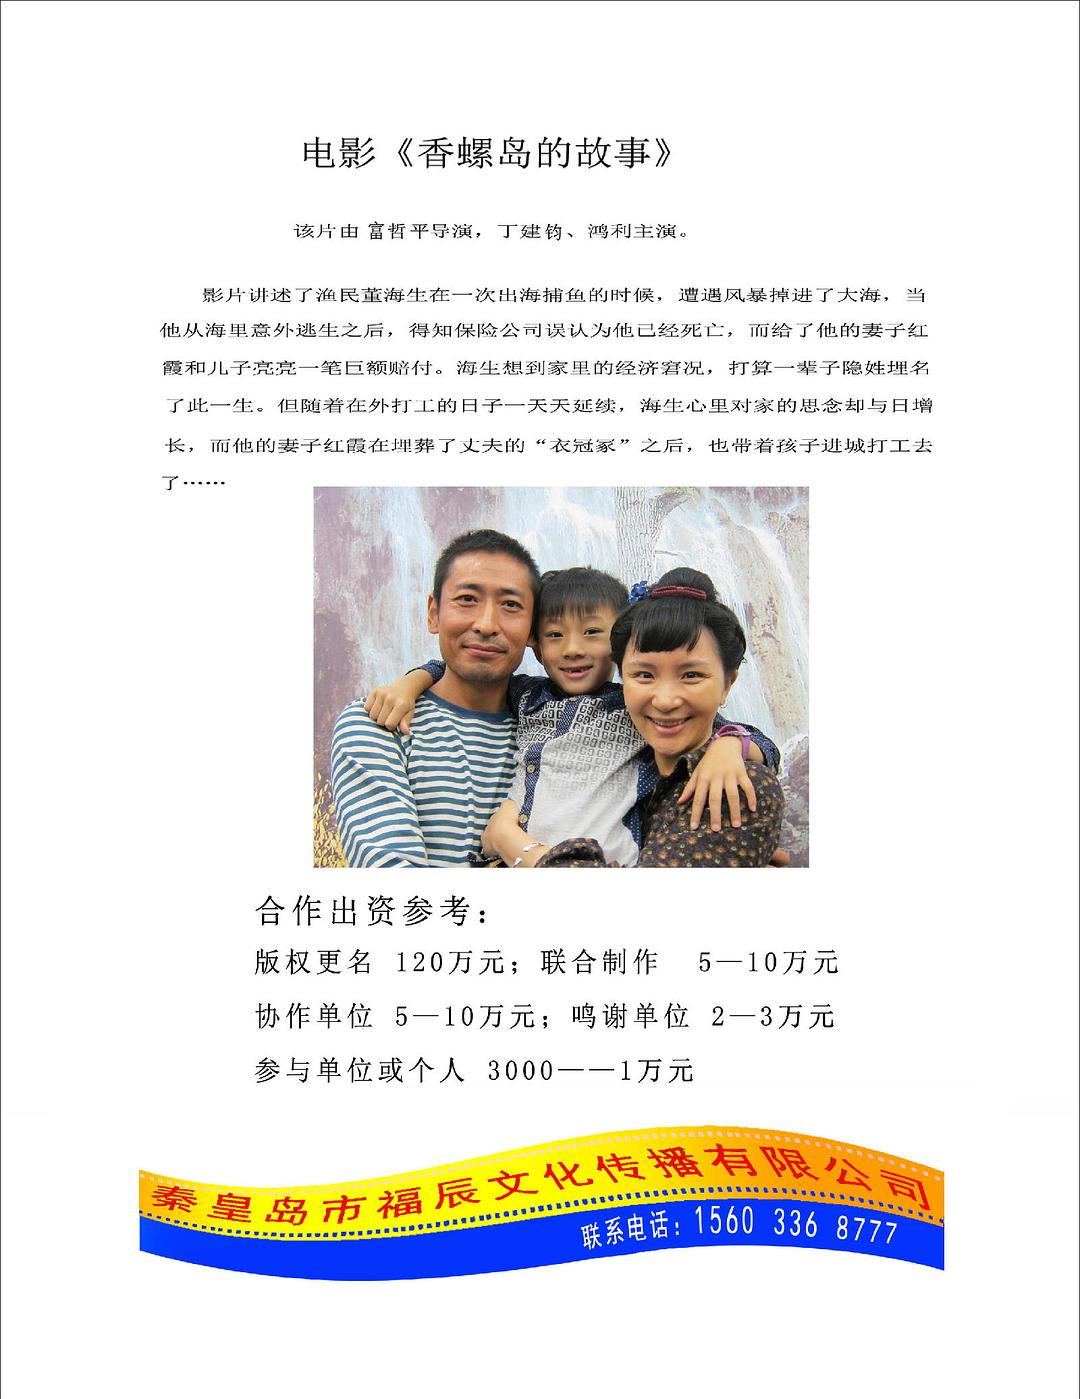 电影《香螺岛的故事》
该片由 富哲平导演，丁建钧、鸿利主演。
影片讲述了渔民董海生在一次出海捕鱼的时候，遭遇风暴掉进了大海，当
他从海里意外逃生之后，得知保险公司误认为他已经死亡，而给了他的妻子红
霞和儿子亮亮一笔巨额赔付。海生想到家里的经济窘况，打算一辈子隐姓埋名
了此一生。但随着在外打工的日子一天天延续，海生心里对家的思念却与日增
长，而他的妻子红霞在埋葬了丈夫的“衣冠冢”之后，也带着孩子进城打工去
了……
合作出资参考：
版权更名 120万元；联合制作 5—10万元
协作单位 5—10万元；鸣谢单位 2—3万元
参与单位或个人 3000——1万元
秦皇岛市福辰文化传播有限公司
联系电话：1560 336 8777